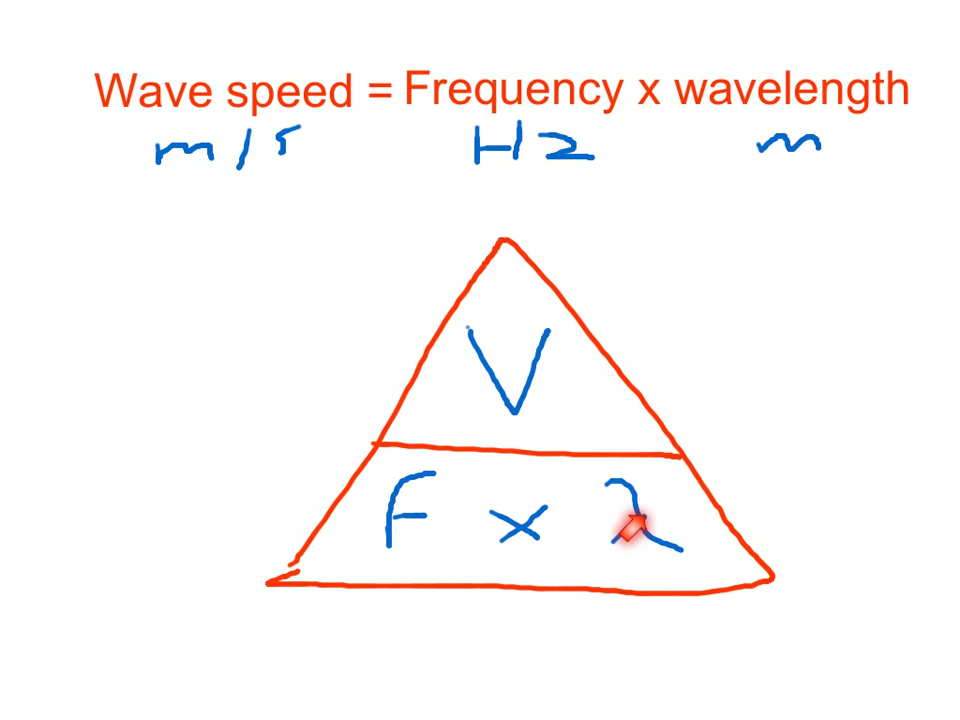 Wave speed = Frequency x wavelength
m/s Hz m
V
F x λ